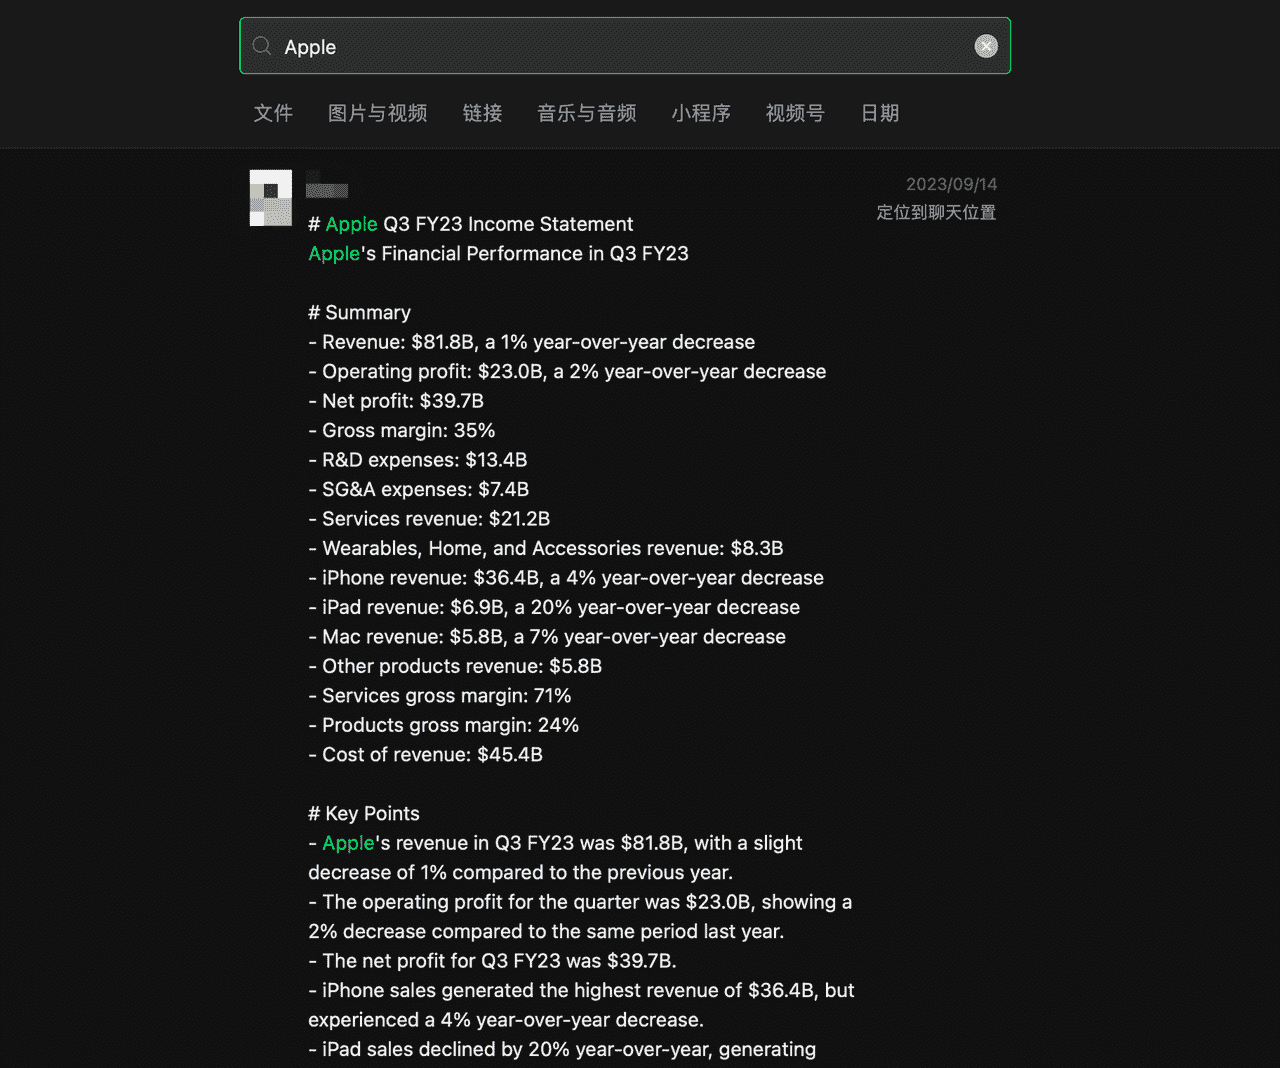 Apple
文件 图片与视频 链接 音乐与音频 小程序 视频号 日期
2023/09/14
定位到聊天位置
# Apple Q3 FY23 Income Statement
Apple's Financial Performance in Q3 FY23
# Summary
- Revenue: $81.8B, a 1% year-over-year decrease
- Operating profit: $23.0B, a 2% year-over-year decrease
- Net profit: $39.7B
- Gross margin: 35%
- R&D expenses: $13.4B
- SG&A expenses: $7.4B
- Services revenue: $21.2B
- Wearables, Home, and Accessories revenue: $8.3B
- iPhone revenue: $36.4B, a 4% year-over-year decrease
- iPad revenue: $6.9B, a 20% year-over-year decrease
- Mac revenue: $5.8B, a 7% year-over-year decrease
- Other products revenue: $5.8B
- Services gross margin: 71%
- Products gross margin: 24%
- Cost of revenue: $45.4B
# Key Points
- Apple's revenue in Q3 FY23 was $81.8B, with a slight
decrease of 1% compared to the previous year.
- The operating profit for the quarter was $23.0B, showing a
2% decrease compared to the same period last year.
- The net profit for Q3 FY23 was $39.7B.
- iPhone sales generated the highest revenue of $36.4B, but
experienced a 4% year-over-year decrease.
- iPad sales declined by 20% year-over-year, generating